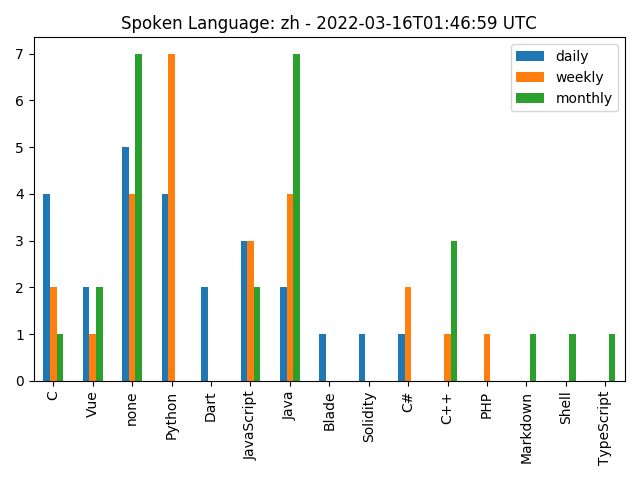 Spoken Language: zh - 2022-03-16T01:46:59 UTC
daily
weekly
monthly
7
6
5
4
3
2
1
0
C
Vue
none
Python
Dart
JavaScript
Java
Blade
Solidity
C#
C++
PHP
Markdown
Shell
TypeScript